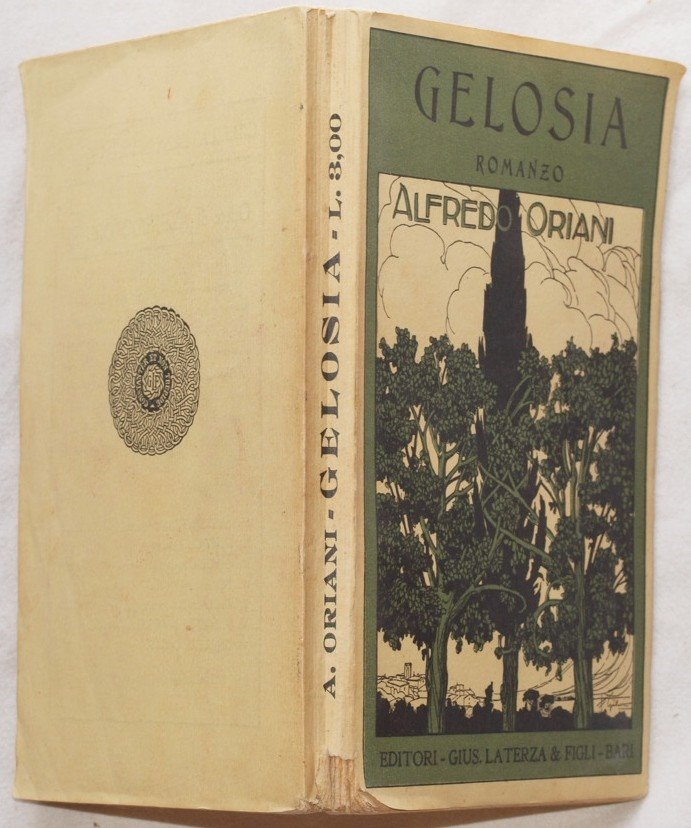 GELOSIA
ROMANZO
ALFREDO ORIANI
EDITORI - GIUS. LATERZA & FIGLI - BARI
A. ORIANI - GELOSIA - L. 3,00